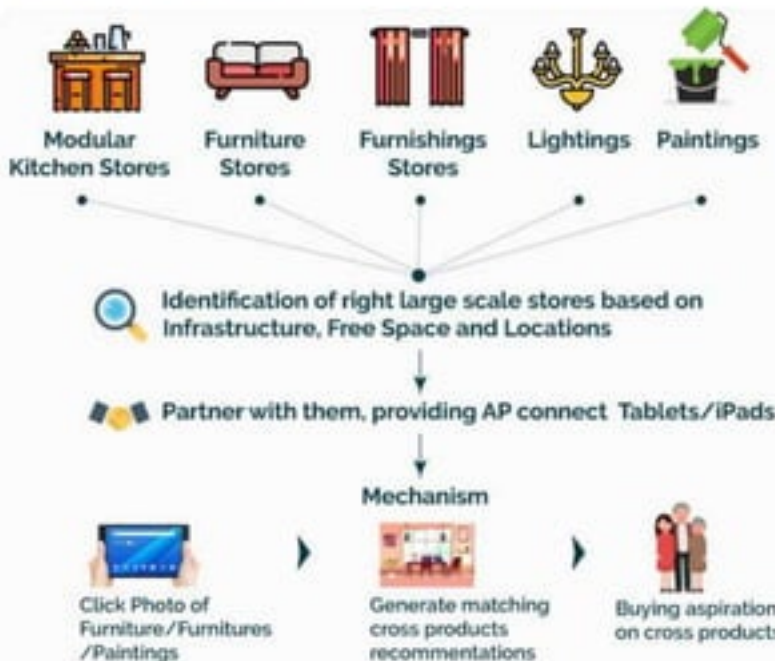 Modular
Kitchen Stores
Furniture
Stores
Furnishings
Stores
Lightings
Paintings
Identification of right large scale stores based on
Infrastructure, Free Space and Locations
Partner with them, providing AP connect Tablets/iPads
Mechanism
Click Photo of
Furniture/Furnitures
/Paintings
Generate matching
cross products
recommentations
Buying aspiration
on cross products